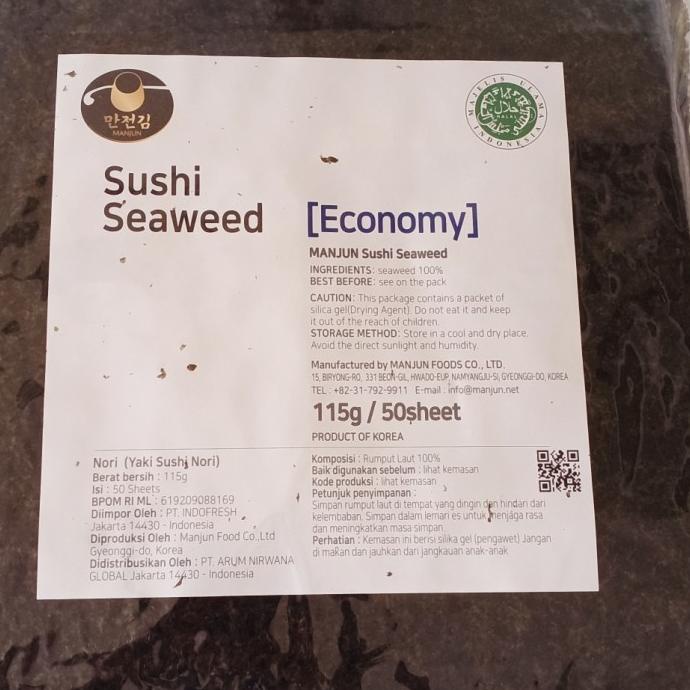 만전김
MANJUN
MAJELIS ULAMA
حلال
HALAL
INDONESIA
Sushi
Seaweed [Economy]
MANJUN Sushi Seaweed
INGREDIENTS: seaweed 100%
BEST BEFORE: see on the pack
CAUTION: This package contains a packet of
silica gel(Drying Agent). Do not eat it and keep
it out of the reach of children.
STORAGE METHOD: Store in a cool and dry place.
Avoid the direct sunlight and humidity.
Manufactured by MANJUN FOODS CO., LTD.
15, BIRYONG-RO, 331 BEON-GIL, HWADO-EUP, NAMYANGJU-SI, GYEONGGI-DO, KOREA
TEL : +82-31-792-9911 E-mail : info@manjun.net
115g / 50sheet
PRODUCT OF KOREA
Nori (Yaki Sushi Nori)
Berat bersih : 115g
Isi : 50 Sheets
BPOM RI ML : 619209088169
Diimpor Oleh : PT. INDOFRESH
Jakarta 14430 - Indonesia
Diproduksi Oleh : Manjun Food Co.,Ltd
Gyeonggi-do, Korea
Didistribusikan Oleh : PT. ARUM NIRWANA
GLOBAL Jakarta 14430 - Indonesia
Komposisi : Rumput Laut 100%
Baik digunakan sebelum : lihat kemasan
Kode produksi : lihat kemasan
Petunjuk penyimpanan :
Simpan rumput laut di tempat yang dingin dan hindari dari
kelembaban. Simpan dalam lemari es untuk menjaga rasa
dan meningkatkan masa simpan.
Perhatian : Kemasan ini berisi silika gel (pengawet) Jangan
di makan dan jauhkan dari jangkauan anak-anak